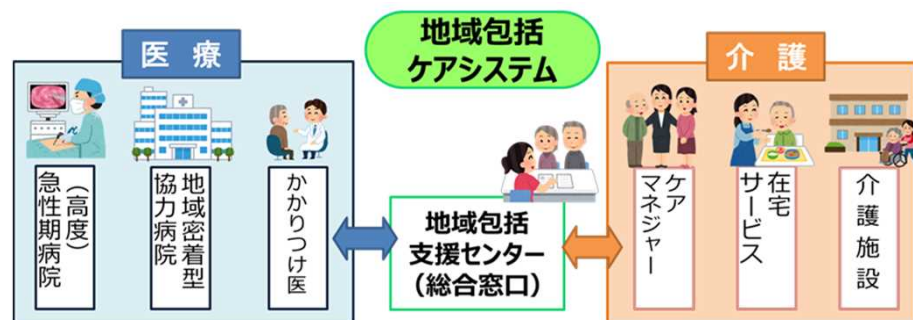 地域包括
ケアシステム
医 療
介 護
(高度)
急性期病院
地域密着型
協力病院
かかりつけ医
地域包括
支援センター
(総合窓口)
ケア
マネジャー
在宅
サービス
介護施設